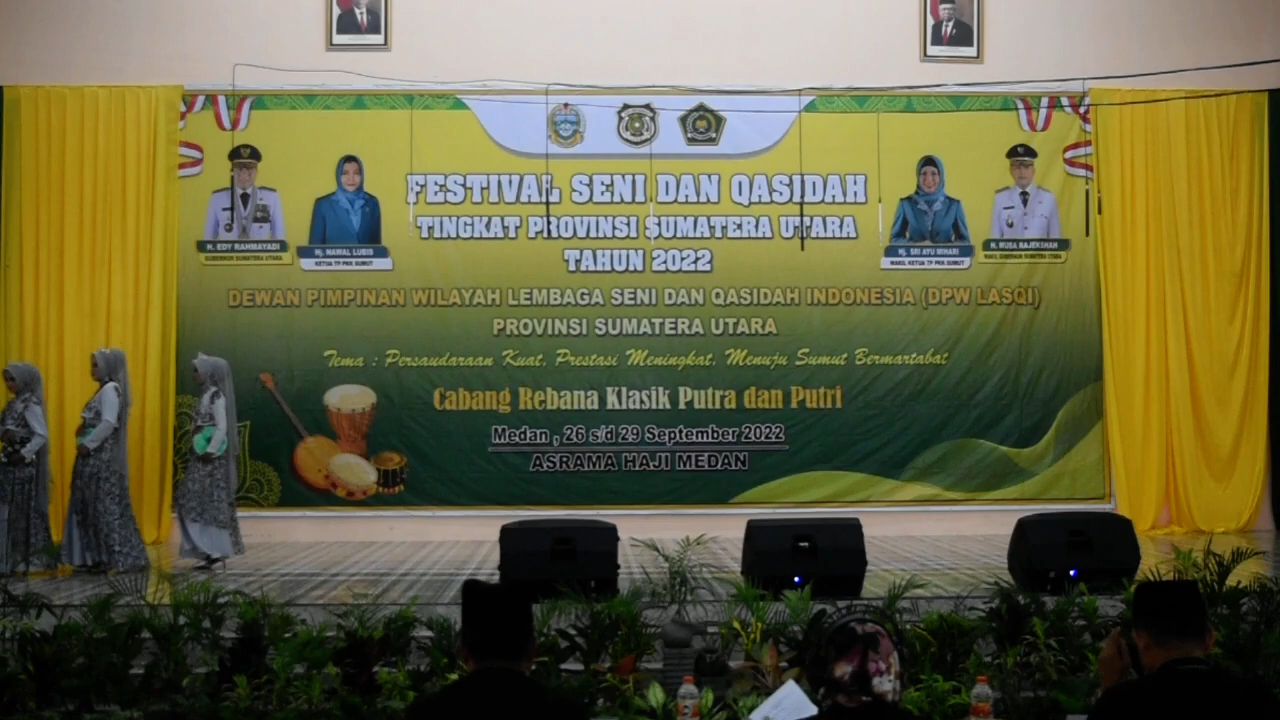 FESTIVAL SENI DAN QASIDAH
TINGKAT PROVINSI SUMATERA UTARA
TAHUN 2022
H. EDY RAHMAYADI
GUBERNUR SUMATERA UTARA
Hj. NAWAL LUBIS
KETUA TP PKK SUMUT
Hj. SRI AYU MIHARI
WAKIL KETUA TP PKK SUMUT
H. MUSA RAJEKSHAH
WAKIL GUBERNUR SUMATERA UTARA
DEWAN PIMPINAN WILAYAH LEMBAGA SENI DAN QASIDAH INDONESIA (DPW LASQI)
PROVINSI SUMATERA UTARA
Tema : Persaudaraan Kuat, Prestasi Meningkat, Menuju Sumut Bermartabat
Cabang Rebana Klasik Putra dan Putri
Medan , 26 s/d 29 September 2022
ASRAMA HAJI MEDAN